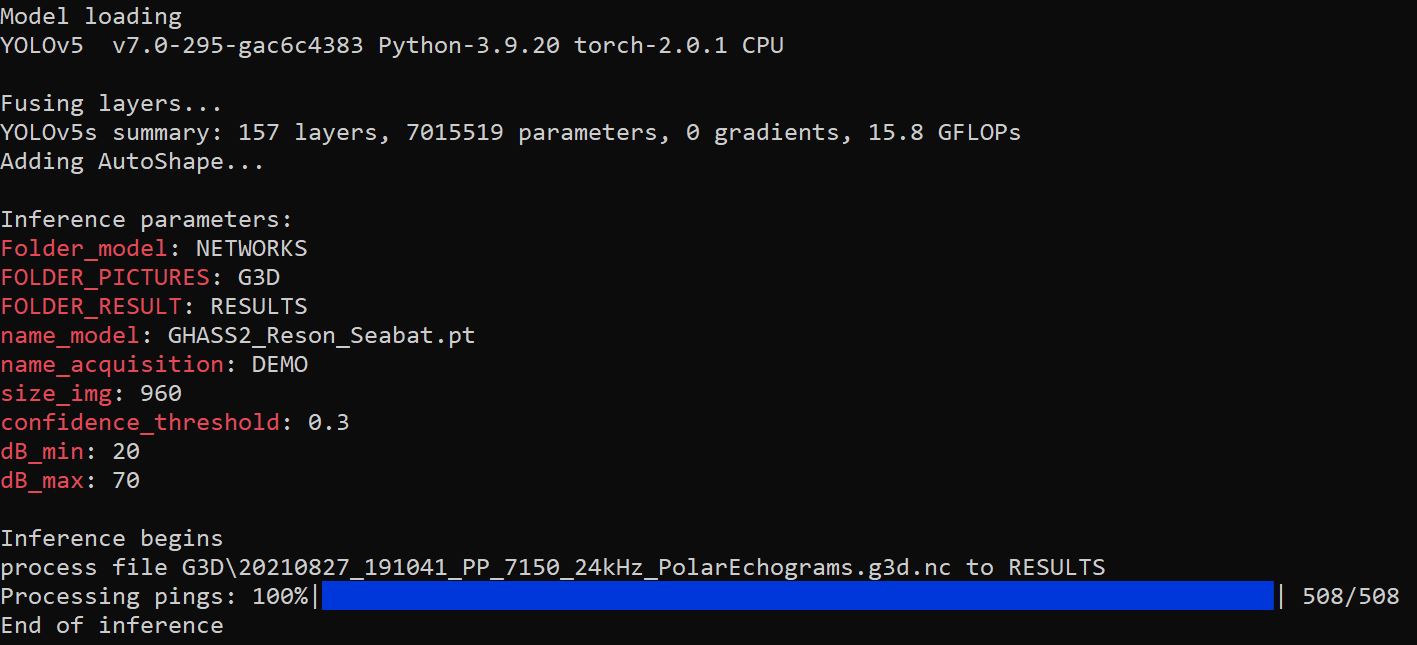 Model loading
YOLOv5  v7.0-295-gac6c4383 Python-3.9.20 torch-2.0.1 CPU
Fusing layers...
YOLOv5s summary: 157 layers, 7015519 parameters, 0 gradients, 15.8 GFLOPs
Adding AutoShape...
Inference parameters:
Folder_model: NETWORKS
FOLDER_PICTURES: G3D
FOLDER_RESULT: RESULTS
name_model: GHASS2_Reson_Seabat.pt
name_acquisition: DEMO
size_img: 960
confidence_threshold: 0.3
dB_min: 20
dB_max: 70
Inference begins
process file G3D\20210827_191041_PP_7150_24kHz_PolarEchograms.g3d.nc to RESULTS
Processing pings: 100%| | 508/508
End of inference